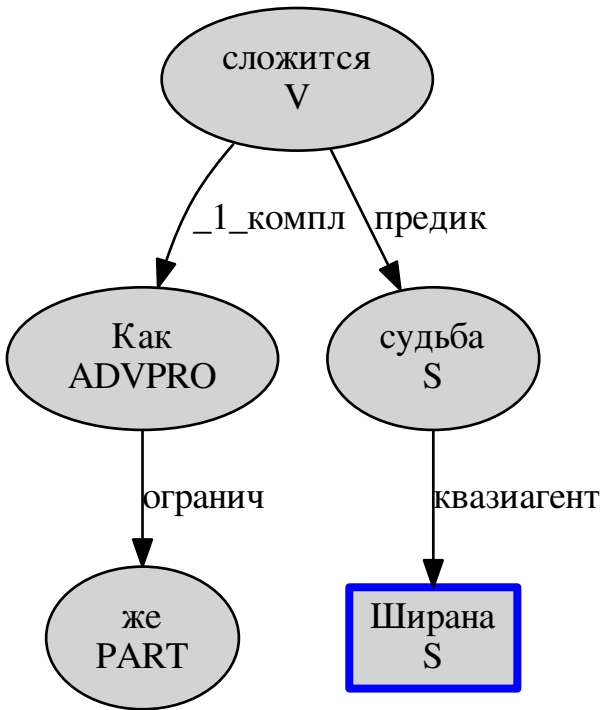 сложится
V
_1_компл
предик
Как
ADVPRO
судьба
S
огранич
квазиагент
же
PART
Ширана
S